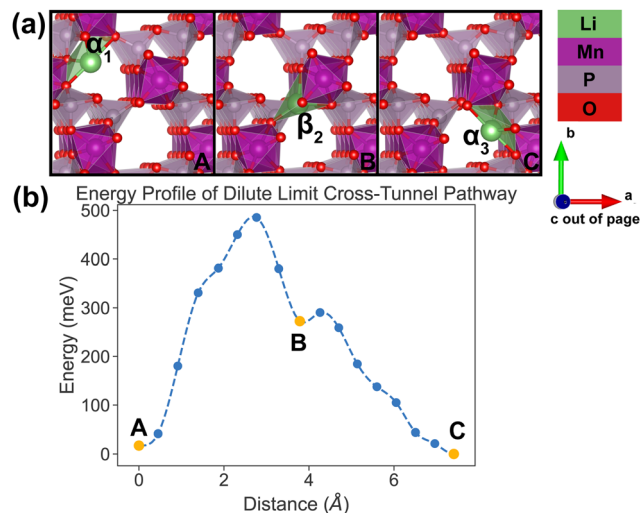 (a)
α1
A
β2
B
α3
C
Li
Mn
P
O
b
a
c out of page
(b)
Energy Profile of Dilute Limit Cross-Tunnel Pathway
Energy (meV)
500
400
300
200
100
0
A
B
C
0
2
4
6
Distance (Å)